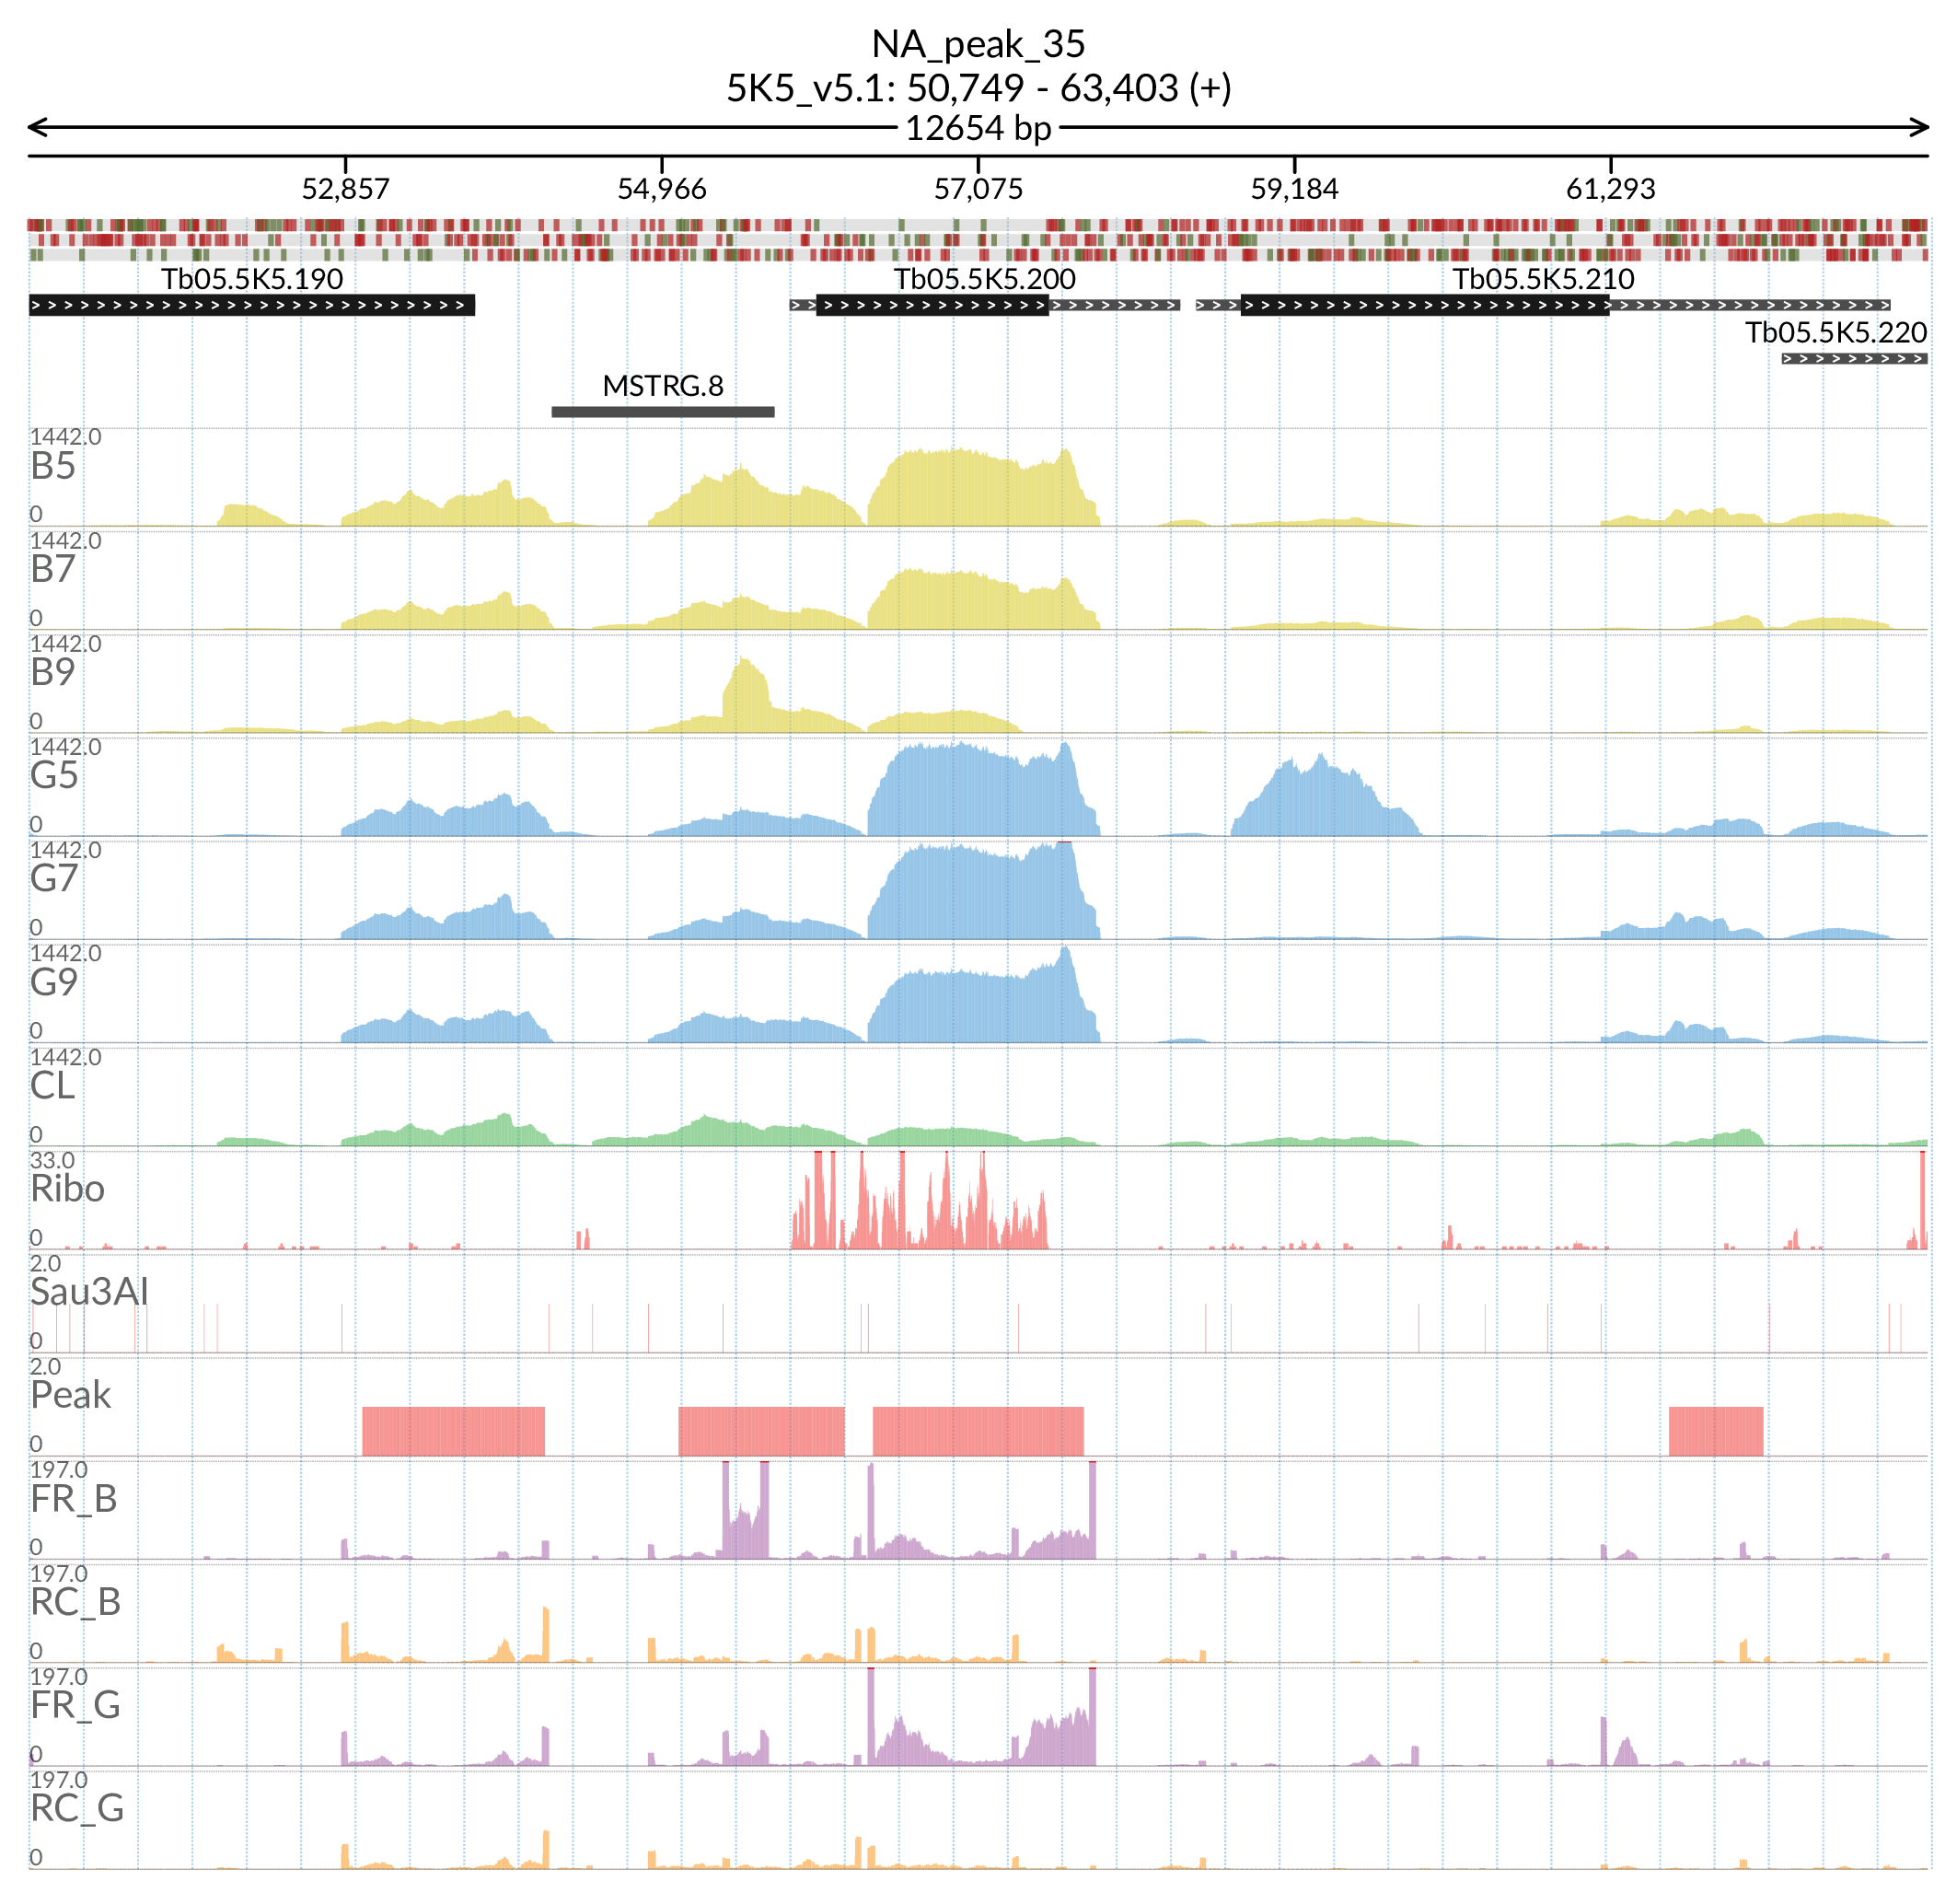 NA_peak_35
5K5_v5.1: 50,749 - 63,403 (+)
12654 bp
52,857 54,966 57,075 59,184 61,293
Tb05.5K5.190 Tb05.5K5.200 Tb05.5K5.210
Tb05.5K5.220
MSTRG.8
1442.0
B5
0
1442.0
B7
0
1442.0
B9
0
1442.0
G5
0
1442.0
G7
0
1442.0
G9
0
1442.0
CL
0
33.0
Ribo
0
2.0
Sau3AI
0
2.0
Peak
0
197.0
FR_B
0
197.0
RC_B
0
197.0
FR_G
0
197.0
RC_G
0